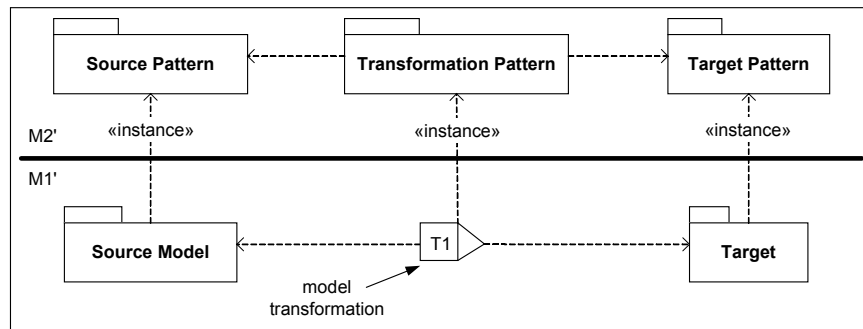 Source Pattern
Transformation Pattern
Target Pattern
«instance»
«instance»
«instance»
M2'
M1'
Source Model
T1
Target
model
transformation